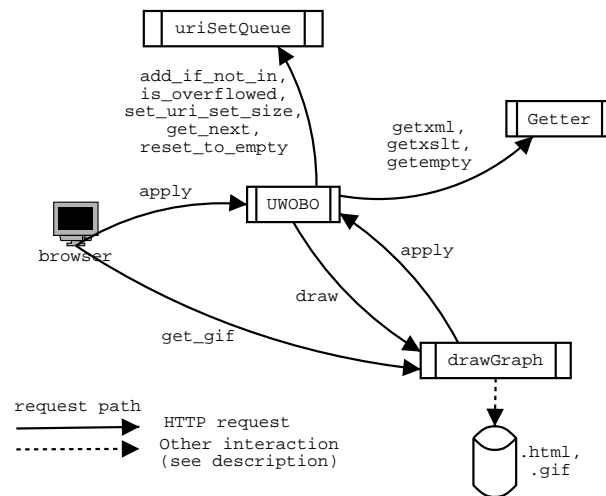 uriSetQueue
add_if_not_in,
is_overflowed,
set_uri_set_size,
get_next,
reset_to_empty
getxml,
getxslt,
getempty
Getter
apply
UWOBO
browser
apply
draw
get_gif
drawGraph
request path
HTTP request
Other interaction
(see description)
.html,
.gif